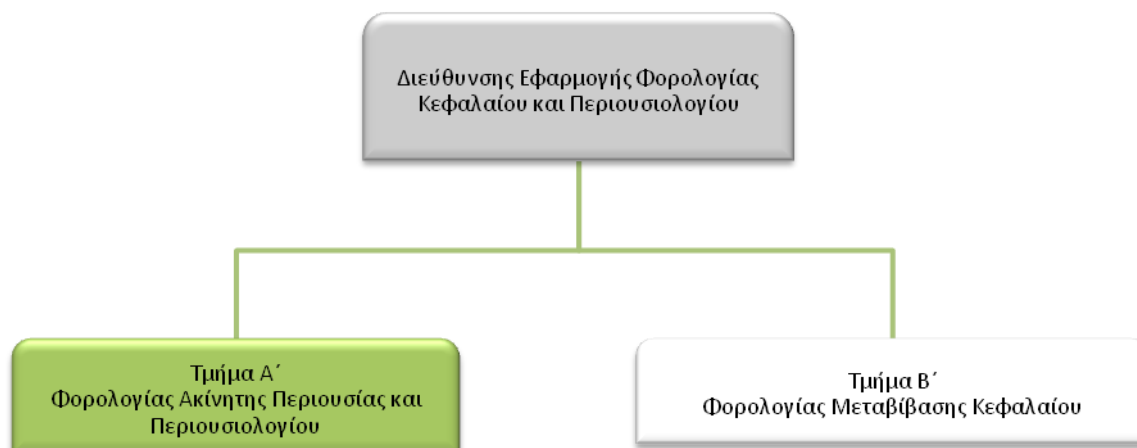 Διεύθυνσης Εφαρμογής Φορολογίας
Κεφαλαίου και Περιουσιολογίου
Τμήμα Α΄
Φορολογίας Ακίνητης Περιουσίας και
Περιουσιολογίου
Τμήμα Β΄
Φορολογίας Μεταβίβασης Κεφαλαίου